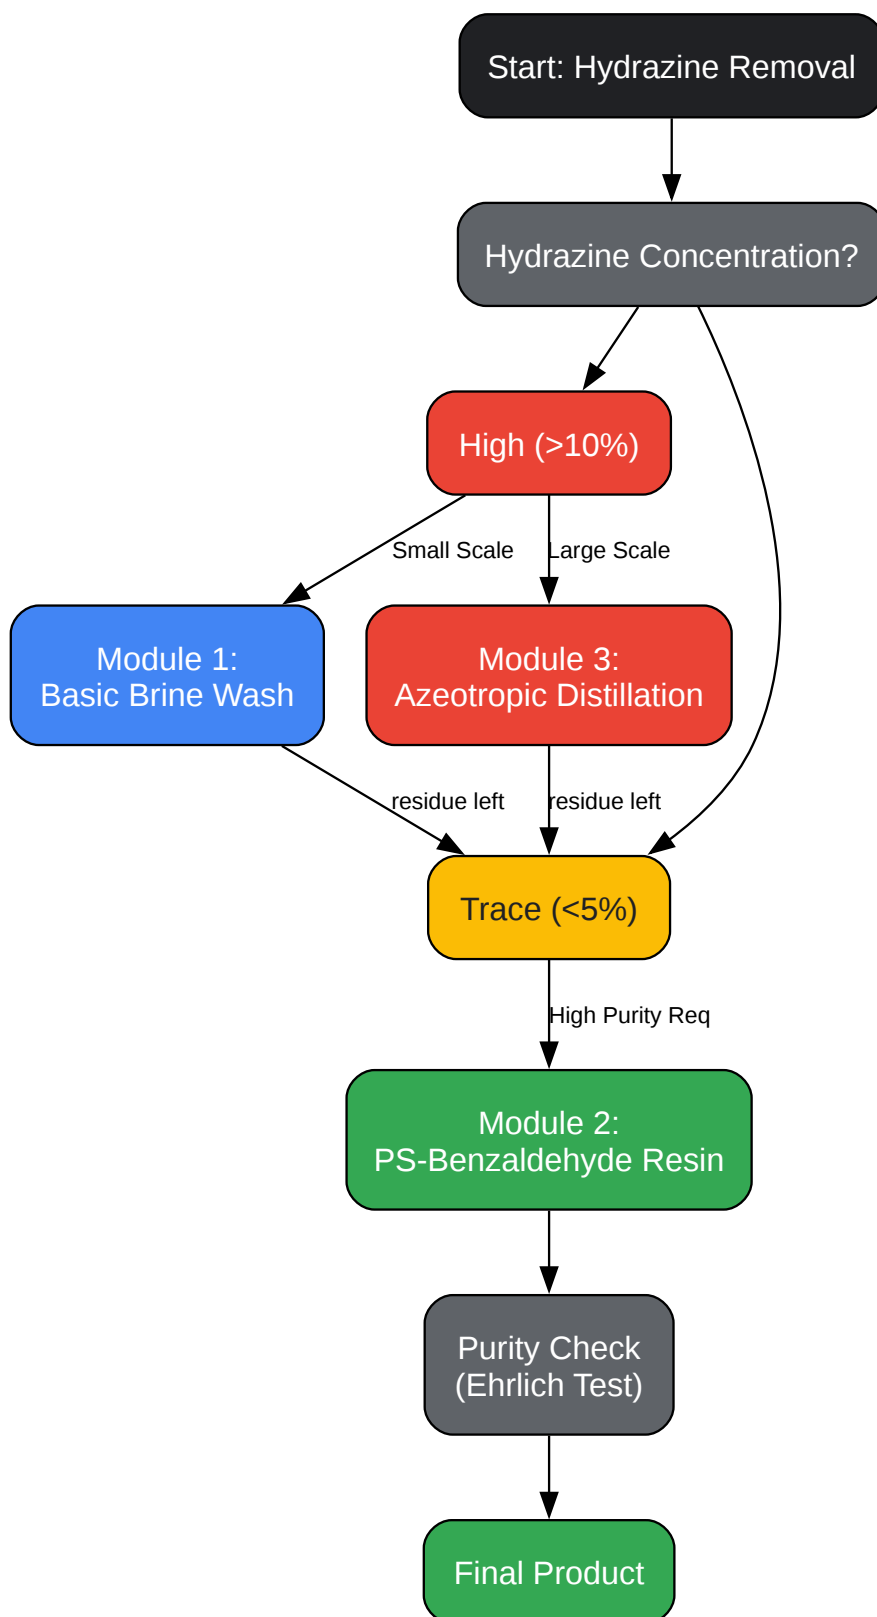 Start: Hydrazine Removal
Hydrazine Concentration?
High (>10%)
Small Scale
Large Scale
Module 1:
Basic Brine Wash
Module 3:
Azeotropic Distillation
residue left
residue left
Trace (<5%)
High Purity Req
Module 2:
PS-Benzaldehyde Resin
Purity Check
(Ehrlich Test)
Final Product